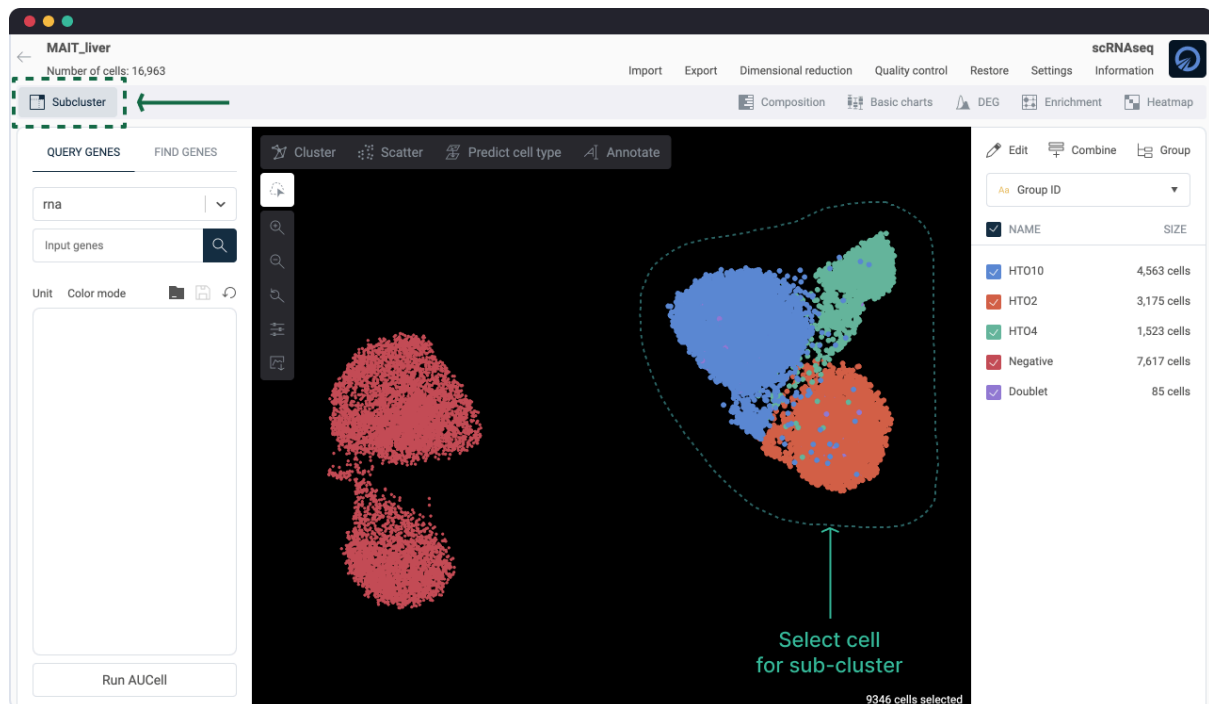 MAIT_liver
scRNAseq
Number of cells: 16,963
Import Export Dimensional reduction Quality control Restore Settings Information
Subcluster
Composition Basic charts DEG Enrichment Heatmap
QUERY GENES FIND GENES
rna
Input genes
Unit Color mode
Run AUCell
Cluster Scatter Predict cell type Annotate
Select cell
for sub-cluster
9346 cells selected
Edit Combine Group
Aa Group ID
NAME SIZE
HTO10 4,563 cells
HTO2 3,175 cells
HTO4 1,523 cells
Negative 7,617 cells
Doublet 85 cells